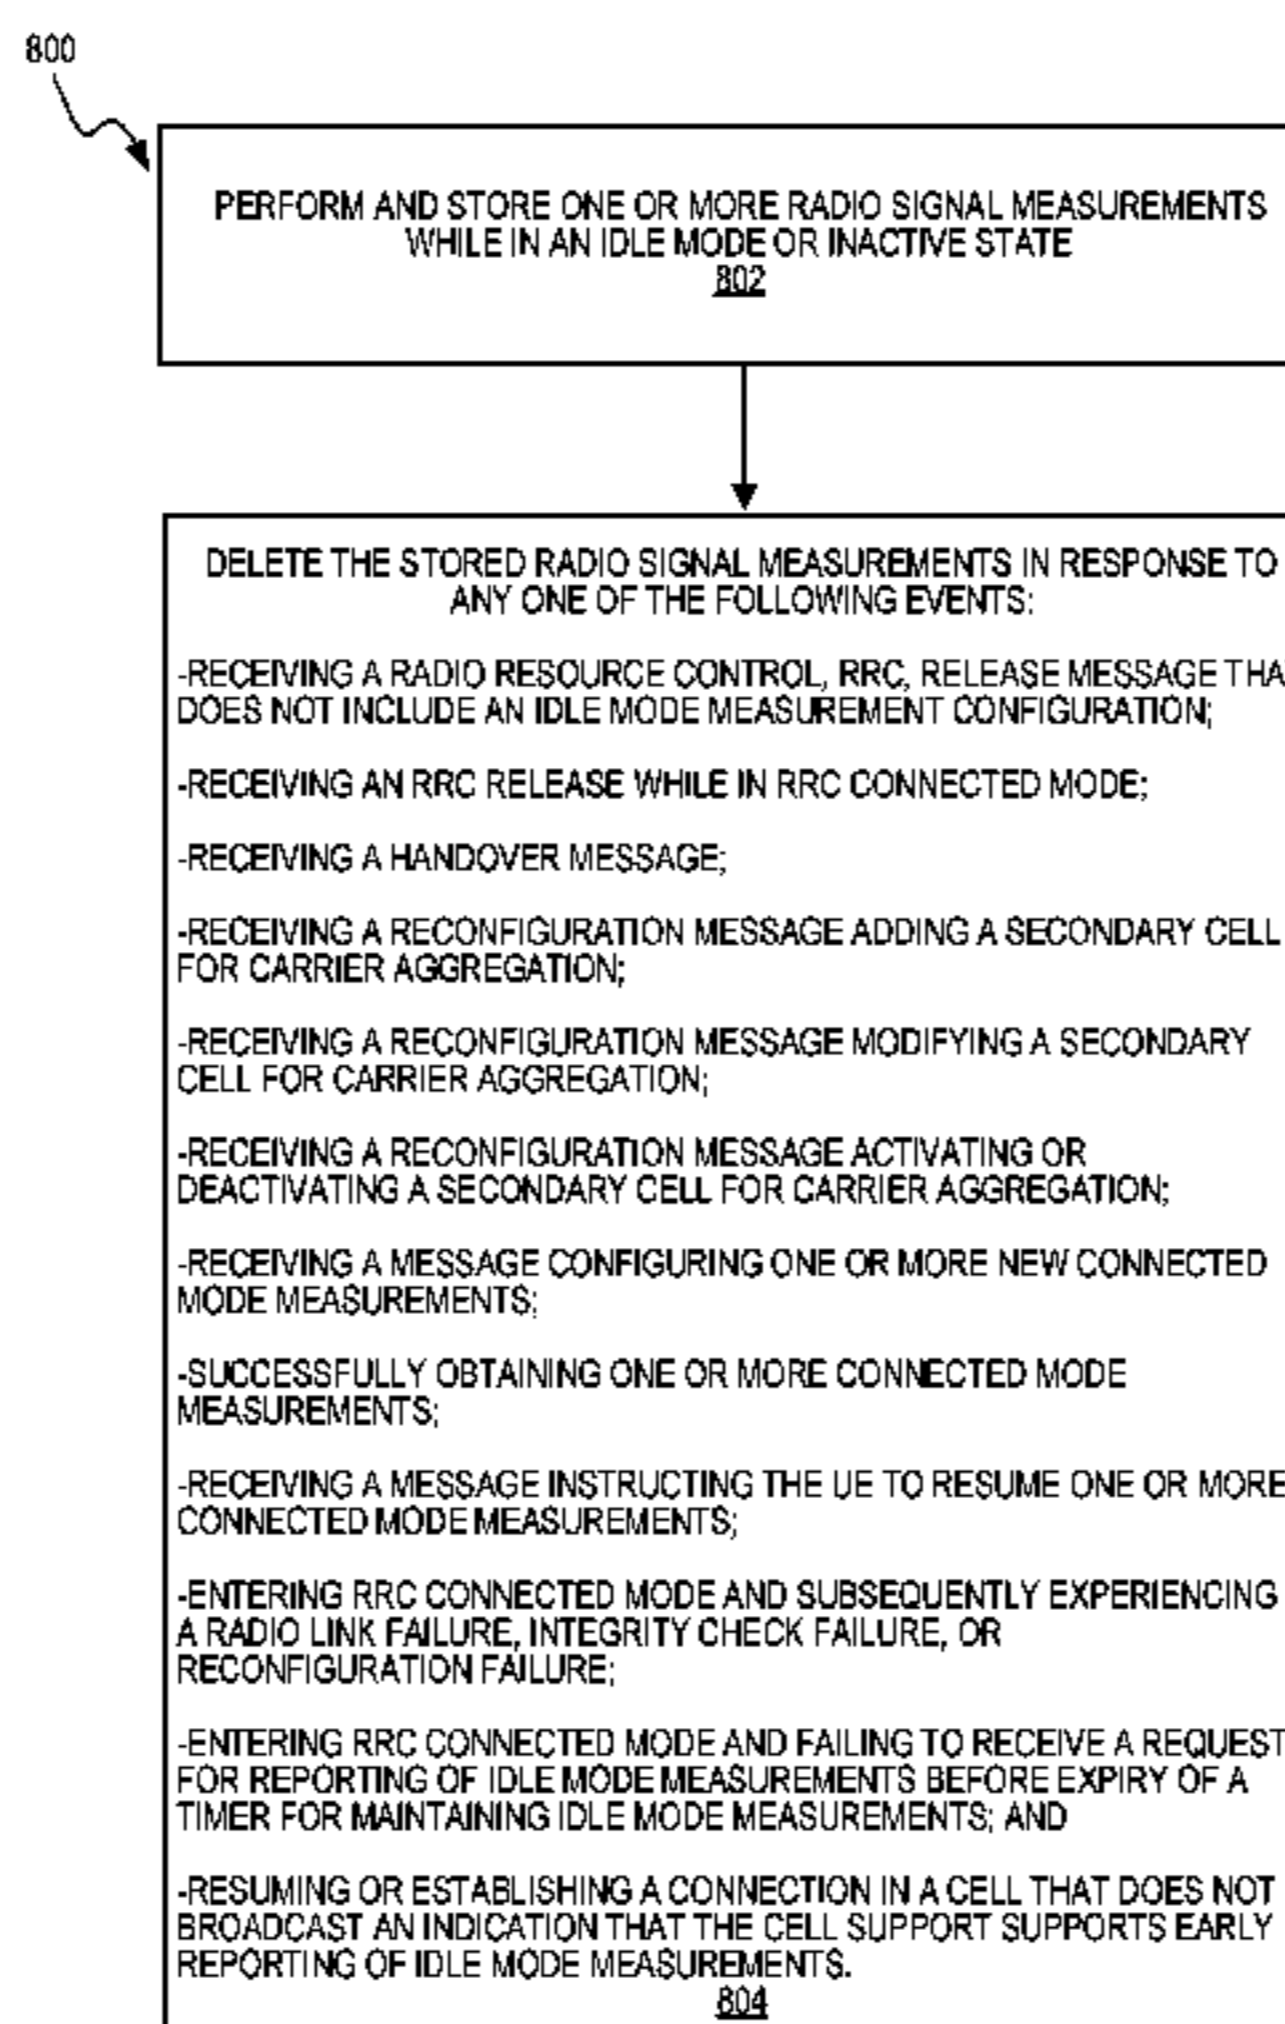 800
PERFORM AND STORE ONE OR MORE RADIO SIGNAL MEASUREMENTS
WHILE IN AN IDLE MODE OR INACTIVE STATE
802
DELETE THE STORED RADIO SIGNAL MEASUREMENTS IN RESPONSE TO
ANY ONE OF THE FOLLOWING EVENTS:
-RECEIVING A RADIO RESOURCE CONTROL, RRC, RELEASE MESSAGE THA
DOES NOT INCLUDE AN IDLE MODE MEASUREMENT CONFIGURATION;
-RECEIVING AN RRC RELEASE WHILE IN RRC CONNECTED MODE;
-RECEIVING A HANDOVER MESSAGE;
-RECEIVING A RECONFIGURATION MESSAGE ADDING A SECONDARY CELL
FOR CARRIER AGGREGATION;
-RECEIVING A RECONFIGURATION MESSAGE MODIFYING A SECONDARY
CELL FOR CARRIER AGGREGATION;
-RECEIVING A RECONFIGURATION MESSAGE ACTIVATING OR
DEACTIVATING A SECONDARY CELL FOR CARRIER AGGREGATION;
-RECEIVING A MESSAGE CONFIGURING ONE OR MORE NEW CONNECTED
MODE MEASUREMENTS;
-SUCCESSFULLY OBTAINING ONE OR MORE CONNECTED MODE
MEASUREMENTS;
-RECEIVING A MESSAGE INSTRUCTING THE UE TO RESUME ONE OR MORE
CONNECTED MODE MEASUREMENTS;
-ENTERING RRC CONNECTED MODE AND SUBSEQUENTLY EXPERIENCING
A RADIO LINK FAILURE, INTEGRITY CHECK FAILURE, OR
RECONFIGURATION FAILURE;
-ENTERING RRC CONNECTED MODE AND FAILING TO RECEIVE A REQUEST
FOR REPORTING OF IDLE MODE MEASUREMENTS BEFORE EXPIRY OF A
TIMER FOR MAINTAINING IDLE MODE MEASUREMENTS; AND
-RESUMING OR ESTABLISHING A CONNECTION IN A CELL THAT DOES NOT
BROADCAST AN INDICATION THAT THE CELL SUPPORT SUPPORTS EARLY
REPORTING OF IDLE MODE MEASUREMENTS.
804